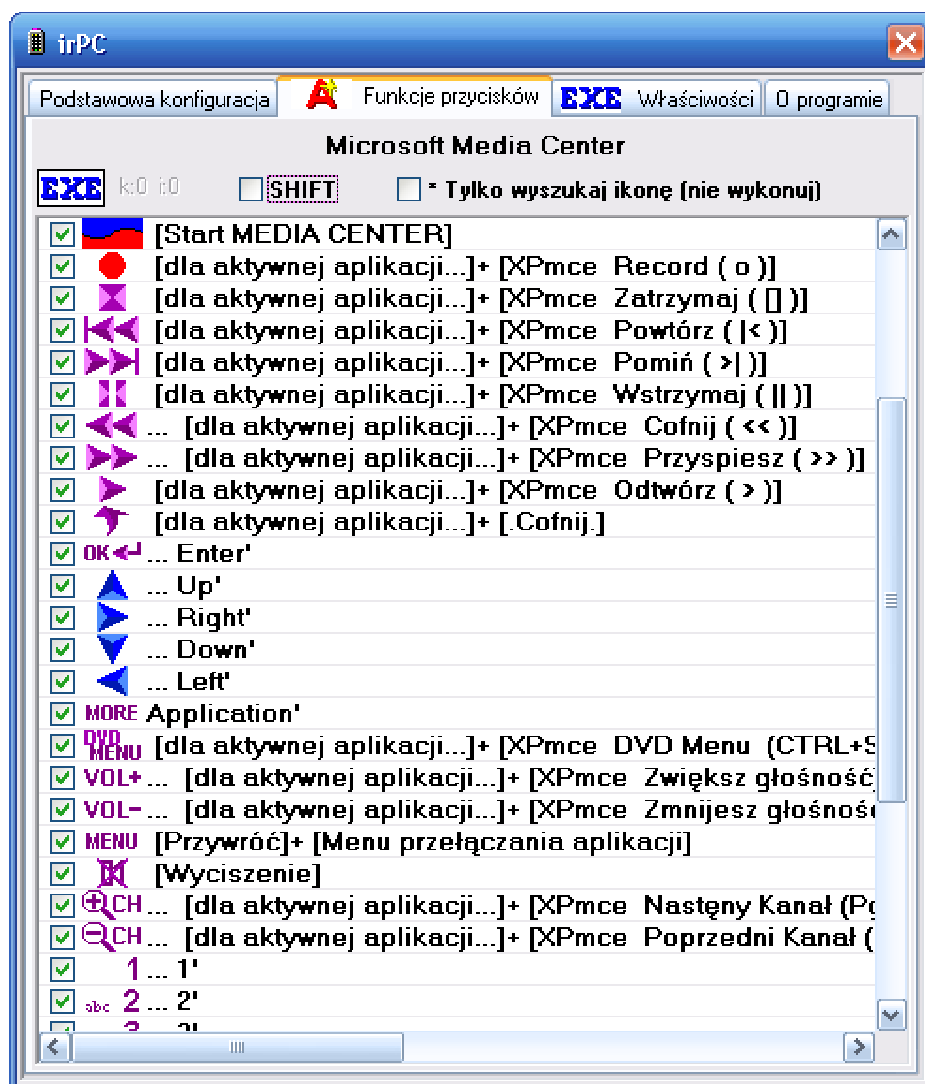 irPC
Podstawowa konfiguracja Funkcje przycisków EXE Właściwości O programie
Microsoft Media Center
EXE k:0 i:0 SHIFT * Tylko wyszukaj ikonę (nie wykonuj)
[Start MEDIA CENTER]
[dla aktywnej aplikacji...]+ [XPmce Record ( o )]
[dla aktywnej aplikacji...]+ [XPmce Zatrzymaj ( [] )]
[dla aktywnej aplikacji...]+ [XPmce Powtórz ( |< )]
[dla aktywnej aplikacji...]+ [XPmce Pomiń ( >| )]
[dla aktywnej aplikacji...]+ [XPmce Wstrzymaj ( || )]
... [dla aktywnej aplikacji...]+ [XPmce Cofnij ( << )]
... [dla aktywnej aplikacji...]+ [XPmce Przyspiesz ( >> )]
[dla aktywnej aplikacji...]+ [XPmce Odtwórz ( > )]
[dla aktywnej aplikacji...]+ [.Cofnij.]
OK ... Enter'
... Up'
... Right'
... Down'
... Left'
MORE Application'
DVD MENU [dla aktywnej aplikacji...]+ [XPmce DVD Menu (CTRL+S
VOL+ ... [dla aktywnej aplikacji...]+ [XPmce Zwiększ głośność]
VOL- ... [dla aktywnej aplikacji...]+ [XPmce Zmnijesz głośnoś
MENU [Przywróć]+ [Menu przełączania aplikacji]
[Wyciszenie]
CH ... [dla aktywnej aplikacji...]+ [XPmce Nastęny Kanał (Po
CH ... [dla aktywnej aplikacji...]+ [XPmce Poprzedni Kanał (
1 ... 1'
abc 2 ... 2'